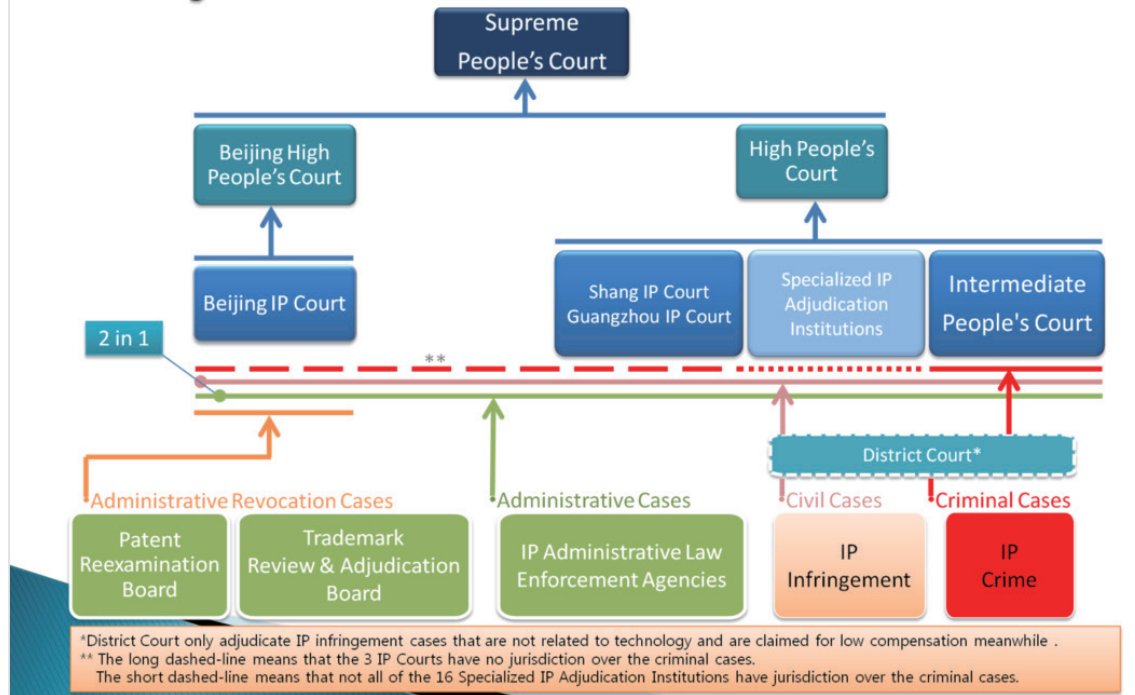 Supreme
People's Court
Beijing High
People's Court
High People's
Court
Beijing IP Court
Shang IP Court
Guangzhou IP Court
Specialized IP
Adjudication
Institutions
Intermediate
People's Court
2 in 1
**
District Court*
•Administrative Revocation Cases
•Administrative Cases
•Civil Cases
•Criminal Cases
Patent
Reexamination
Board
Trademark
Review & Adjudication
Board
IP Administrative Law
Enforcement Agencies
IP
Infringement
IP
Crime
*District Court only adjudicate IP infringement cases that are not related to technology and are claimed for low compensation meanwhile .
** The long dashed-line means that the 3 IP Courts have no jurisdiction over the criminal cases.
The short dashed-line means that not all of the 16 Specialized IP Adjudication Institutions have jurisdiction over the criminal cases.